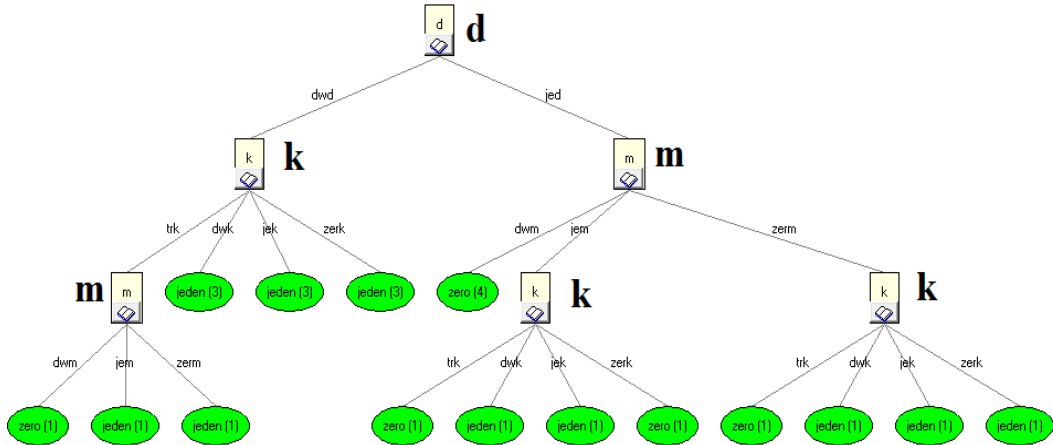 d d
dwd jed
k k m m
trk dwk jek zerk dwm jem zerm
m m jeden (3) jeden (3) jeden (3) zero (4) k k k k
dwm jem zerm trk dwk jek zerk trk dwk jek zerk
zero (1) jeden (1) jeden (1) zero (1) jeden (1) jeden (1) zero (1) zero (1) jeden (1) jeden (1) jeden (1)